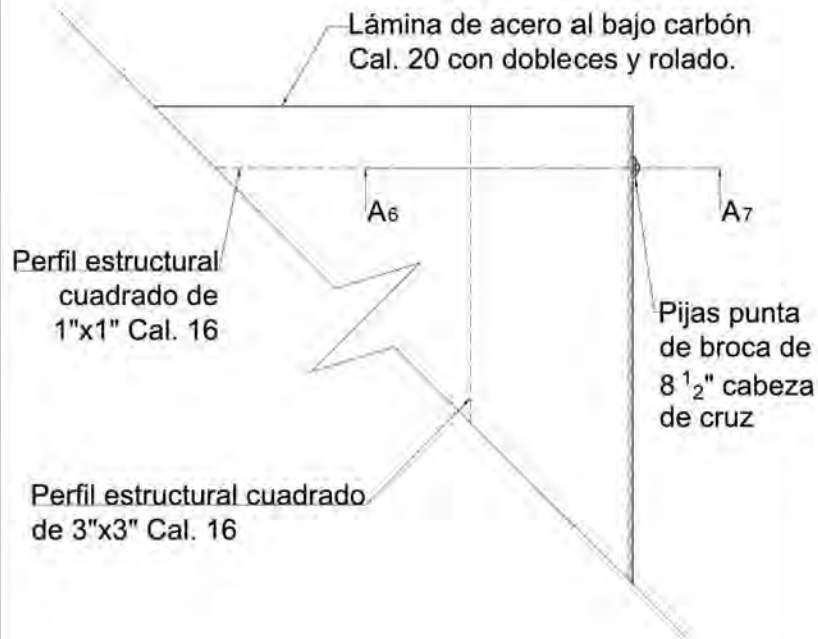 Lámina de acero al bajo carbón
Cal. 20 con dobleces y rolado.
A6
A7
Perfil estructural
cuadrado de
1"x1" Cal. 16
Pijas punta
de broca de
8 1/2" cabeza
de cruz
Perfil estructural cuadrado
de 3"x3" Cal. 16